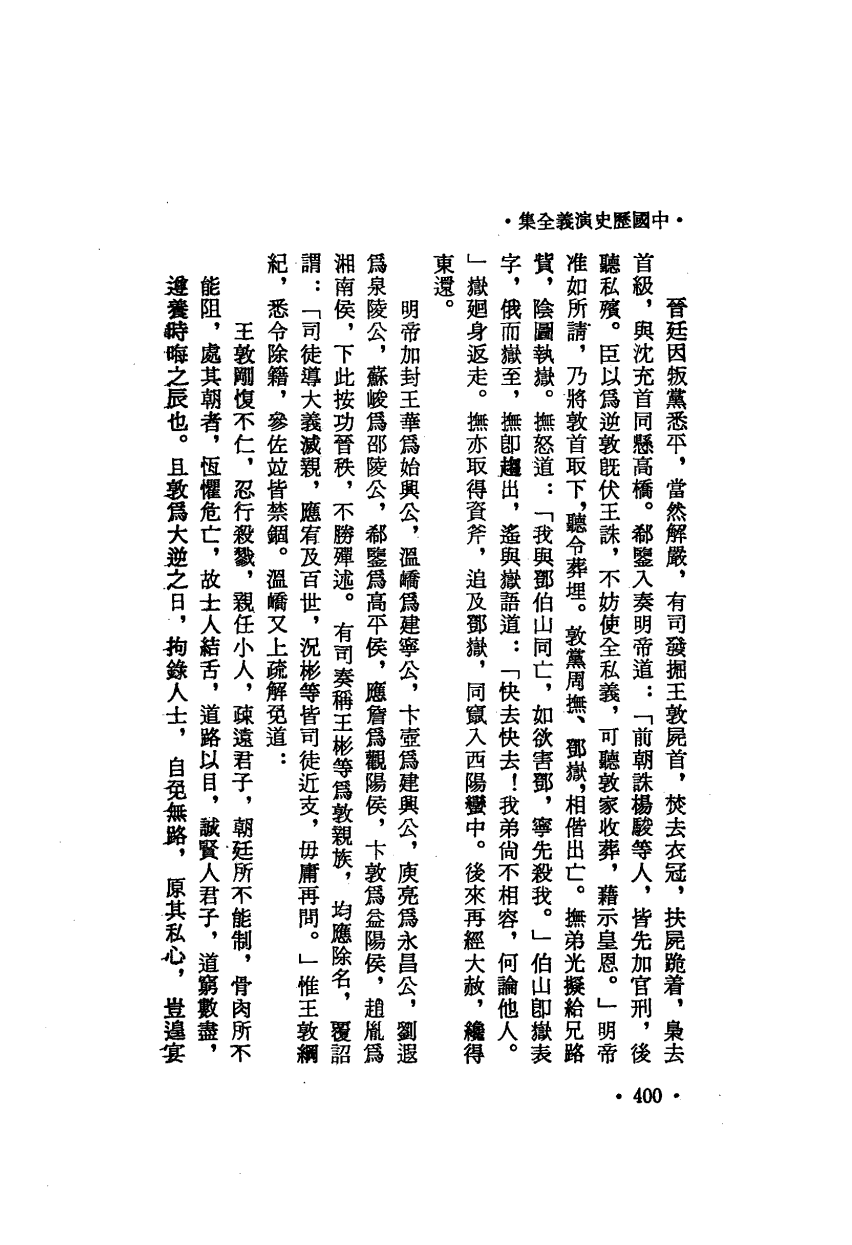 ·中國歷史演義全集·
晉廷因叛黨悉平，當然解嚴，有司發掘王敦屍首，焚去衣冠，扶屍跪着，梟去
首級，與沈充首同懸高橋。郗鑒入奏明帝道：「前朝誅楊駿等人，皆先加官刑，後
聽私殯。臣以爲逆敦既伏王誅，不妨使全私義，可聽敦家收葬，藉示皇恩。」明帝
准如所請，乃將敦首取下，聽令葬埋。敦黨周撫、鄧嶽，相偕出亡。撫弟光擬給兄路
貲，陰圖執嶽。撫怒道：「我與鄧伯山同亡，如欲害鄧，寧先殺我。」伯山即嶽表
字，俄而嶽至，撫即趨出，遙與嶽語道：「快去快去！我弟尙不相容，何論他人。
」嶽廻身返走。撫亦取得資斧，追及鄧嶽，同竄入西陽蠻中。後來再經大赦，纔得
東還。
明帝加封王華爲始興公，溫嶠爲建寧公，卞壺爲建興公，庾亮爲永昌公，劉遐
爲泉陵公，蘇峻爲邵陵公，郗鑒爲高平侯，應詹爲觀陽侯，卞敦爲益陽侯，趙胤爲
湘南侯，下此按功晉秩，不勝殫述。有司奏稱王彬等爲敦親族，均應除名，覆詔
謂：「司徒導大義滅親，應宥及百世，況彬等皆司徒近支，毋庸再問。」惟王敦綱
紀，悉令除籍，參佐竝皆禁錮。溫嶠又上疏解免道：
王敦剛愎不仁，忍行殺戮，親任小人，疎遠君子，朝廷所不能制，骨肉所不
能阻，處其朝者，恆懼危亡，故士人結舌，道路以目，誠賢人君子，道窮數盡，
遵養時晦之辰也。且敦爲大逆之日，拘錄人士，自免無路，原其私心，豈遑宴
·400·